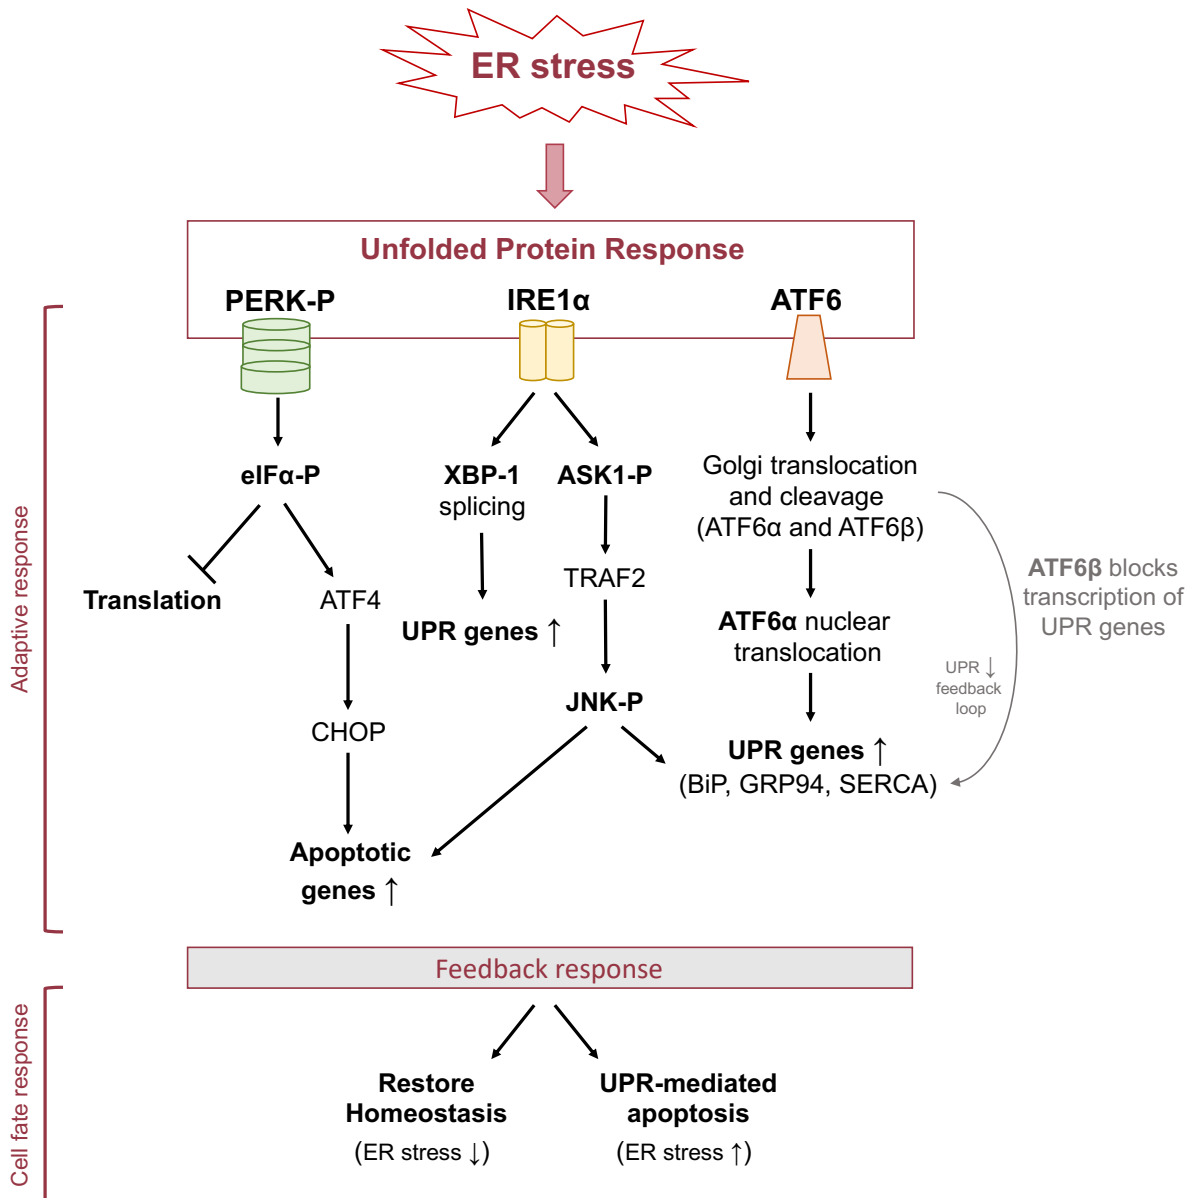 ER stress
Unfolded Protein Response
PERK-P
IRE1α
ATF6
Adaptive response
eIFα-P
XBP-1
splicing
ASK1-P
Golgi translocation
and cleavage
(ATF6α and ATF6β)
Translation
ATF4
TRAF2
UPR genes ↑
ATF6α nuclear
translocation
ATF6β blocks
transcription of
UPR genes
UPR ↓
feedback
loop
JNK-P
CHOP
UPR genes ↑
(BiP, GRP94, SERCA)
Apoptotic
genes ↑
Feedback response
Cell fate response
Restore
Homeostasis
(ER stress ↓)
UPR-mediated
apoptosis
(ER stress ↑)